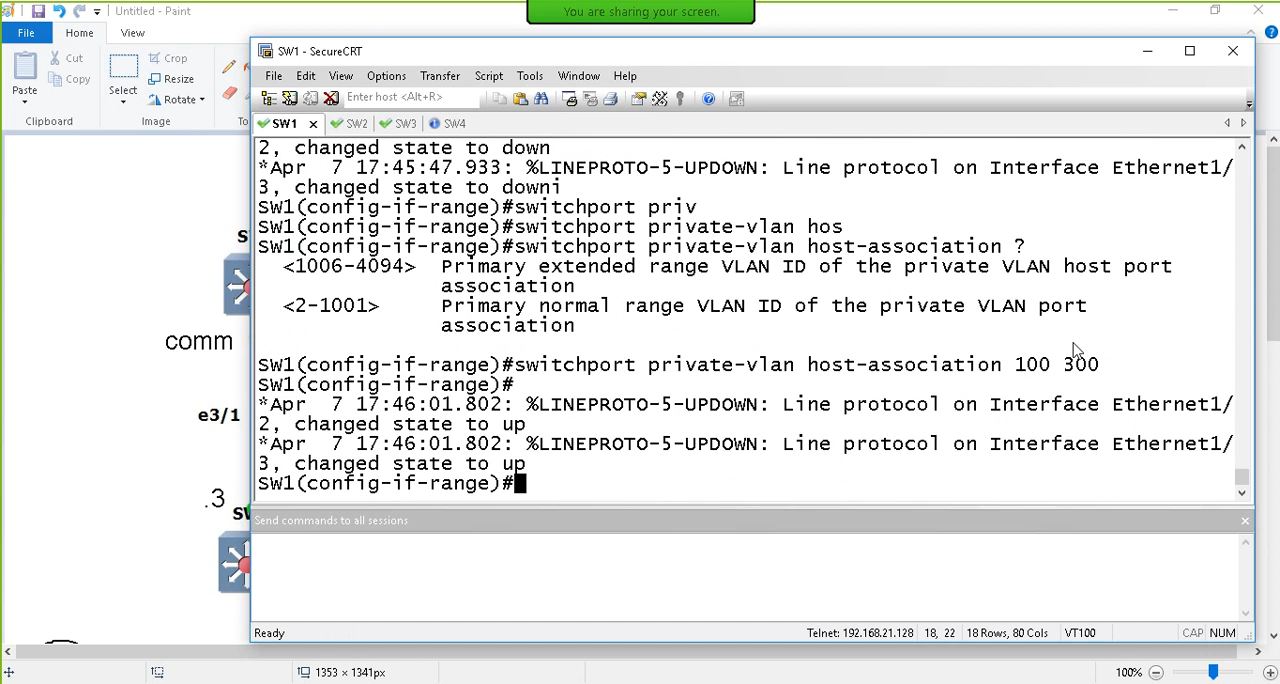 You are sharing your screen.
Untitled - Paint
File
Home
View
Paste
Cut
Copy
Clipboard
Select
Crop
Resize
Rotate
Image
To
SW1 - SecureCRT
File Edit View Options Transfer Script Tools Window Help
Enter host <Alt+R>
SW1 SW2 SW3 SW4
2, changed state to down
*Apr  7 17:45:47.933: %LINEPROTO-5-UPDOWN: Line protocol on Interface Ethernet1/
3, changed state to downi
SW1(config-if-range)#switchport priv
SW1(config-if-range)#switchport private-vlan hos
SW1(config-if-range)#switchport private-vlan host-association ?
<1006-4094>  Primary extended range VLAN ID of the private VLAN host port
association
<2-1001>     Primary normal range VLAN ID of the private VLAN port
association
SW1(config-if-range)#switchport private-vlan host-association 100 300
SW1(config-if-range)#
*Apr  7 17:46:01.802: %LINEPROTO-5-UPDOWN: Line protocol on Interface Ethernet1/
2, changed state to up
*Apr  7 17:46:01.802: %LINEPROTO-5-UPDOWN: Line protocol on Interface Ethernet1/
3, changed state to up
SW1(config-if-range)#
Send commands to all sessions
Ready
Telnet: 192.168.21.128
18, 22
18 Rows, 80 Cols
VT100
CAP NUM
comm
e3/1
.3
1353 × 1341px
100%